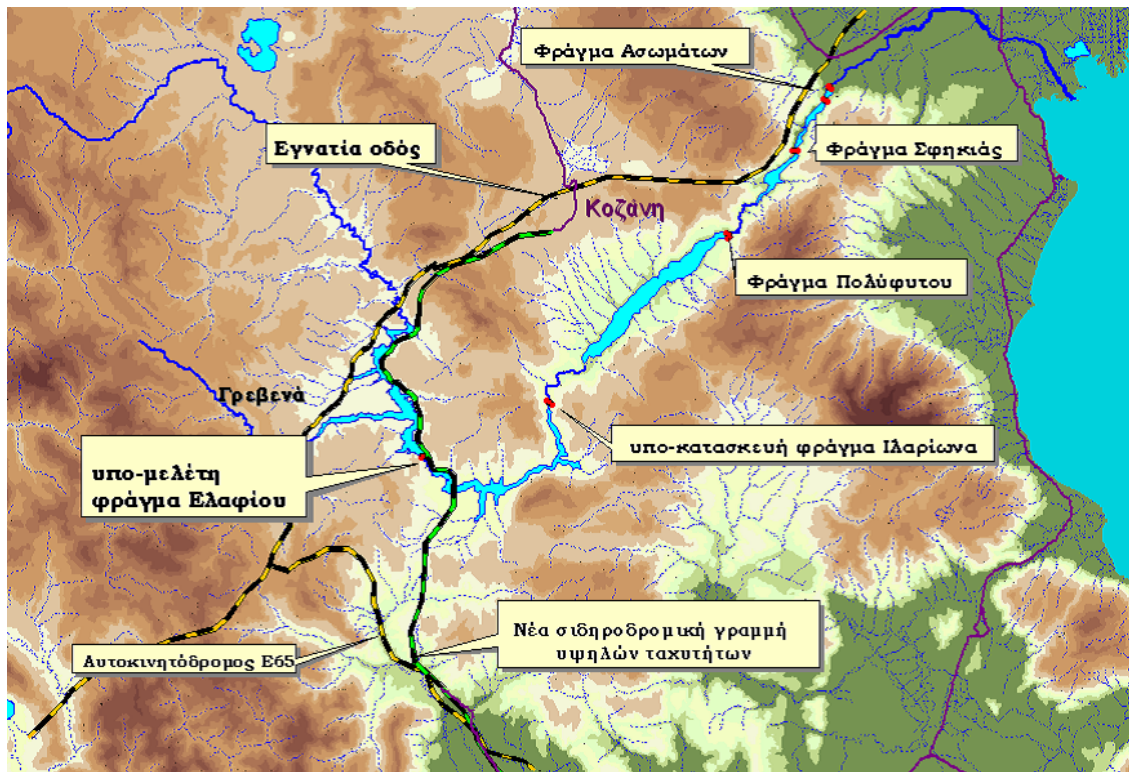 Φράγμα Ασωμάτων
Εγνατία οδός
Φράγμα Σφηκιάς
Κοζάνη
Φράγμα Πολύφυτου
Γρεβενά
υπο-κατασκευή φράγμα Ιλαρίωνα
υπο-μελέτη
φράγμα Ελαφίου
Νέα σιδηροδρομική γραμμή
υψηλών ταχυτήτων
Αυτοκινητόδρομος Ε65